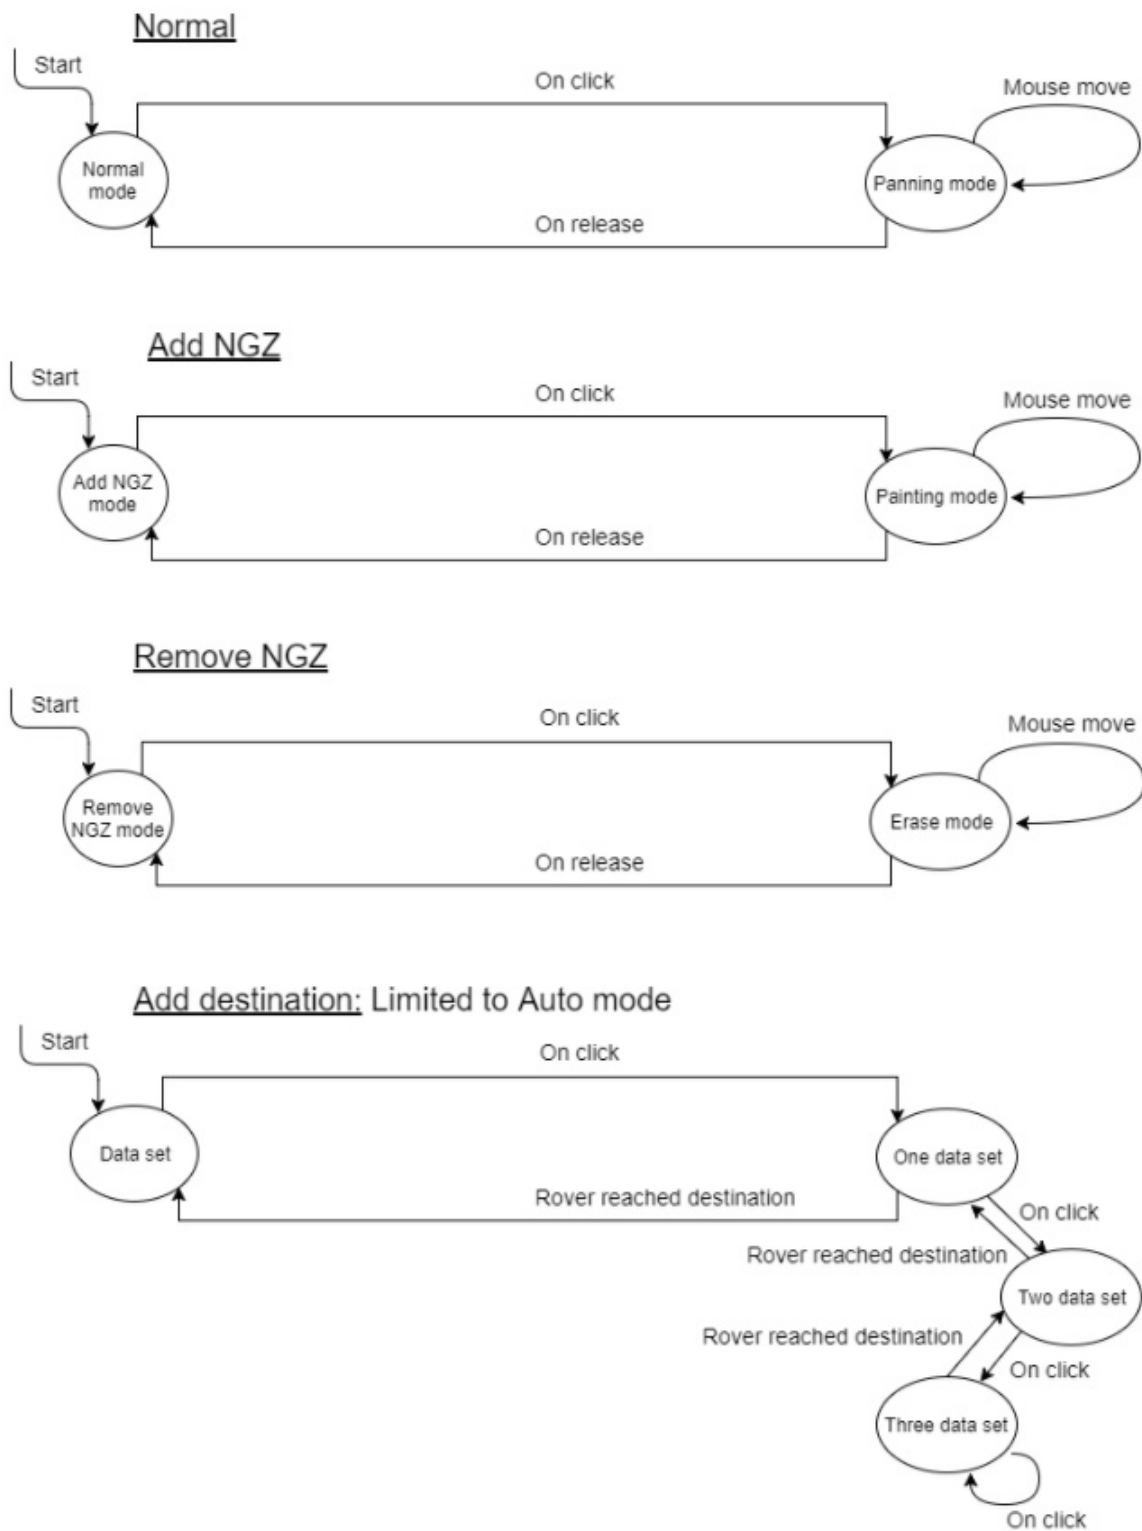 Normal
Start
On click
Mouse move
Normal
mode
Panning mode
On release
Add NGZ
Start
On click
Mouse move
Add NGZ
mode
Painting mode
On release
Remove NGZ
Start
On click
Mouse move
Remove
NGZ mode
Erase mode
On release
Add destination: Limited to Auto mode
Start
On click
Data set
One data set
Rover reached destination
On click
Rover reached destination
Two data set
Rover reached destination
On click
Three data set
On click